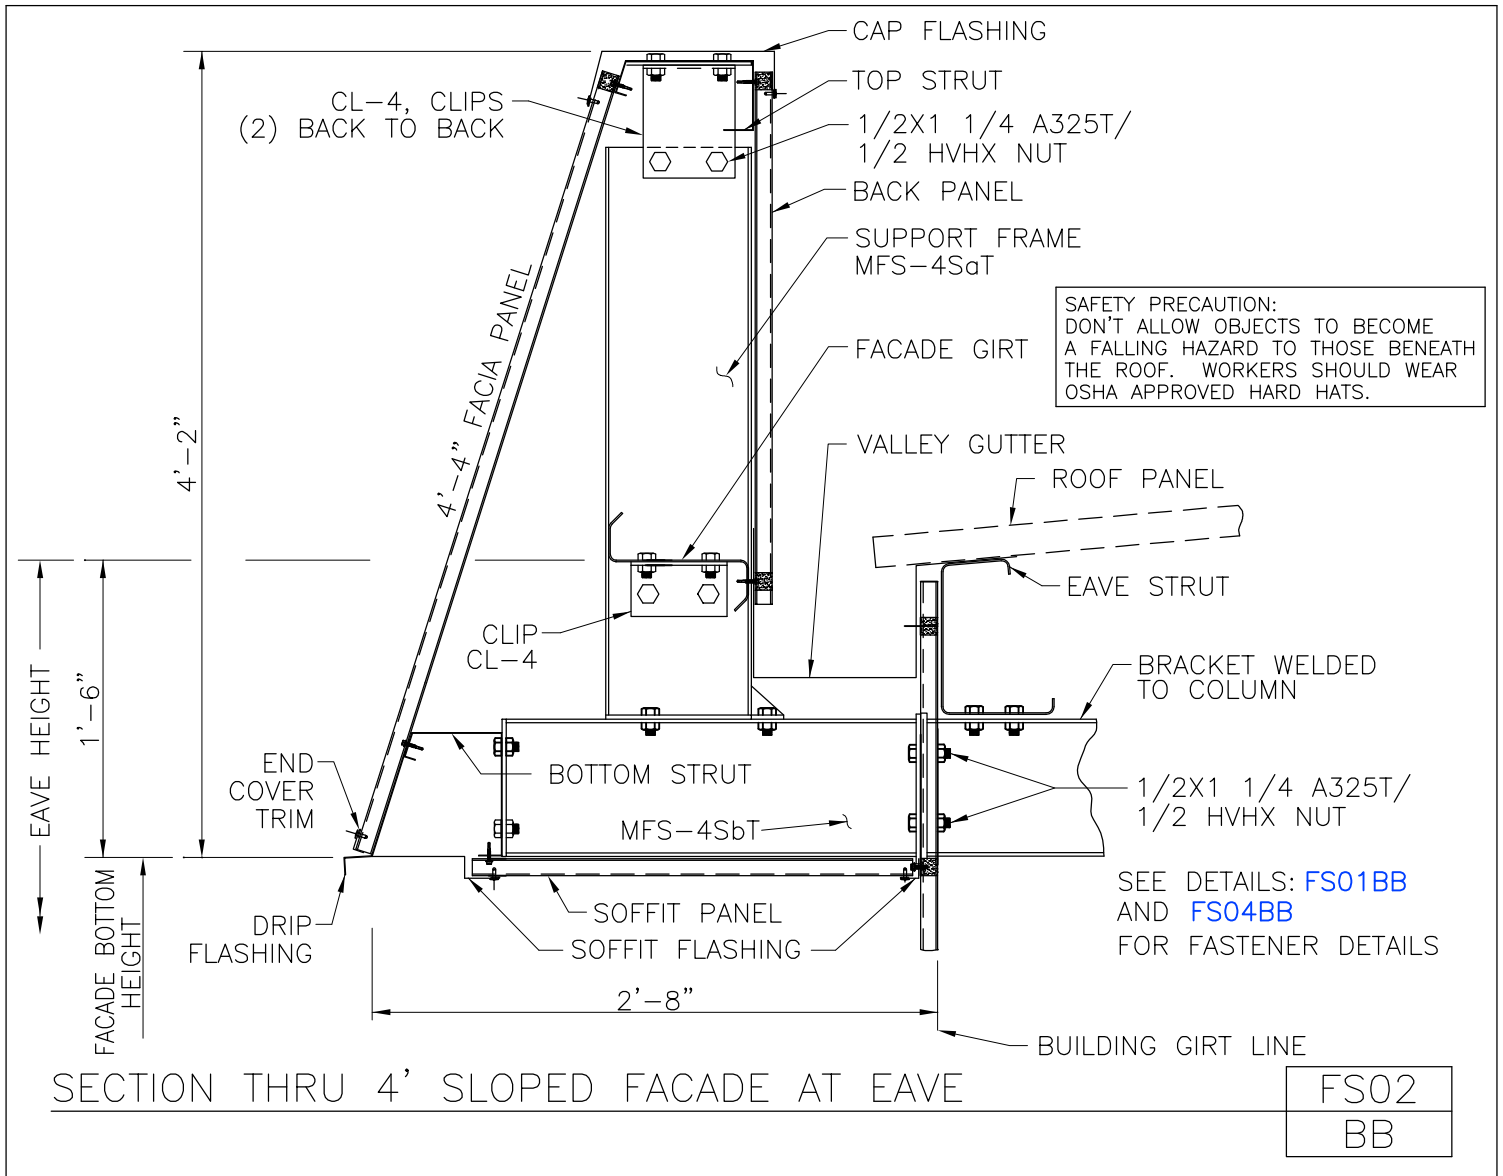 CAP FLASHING
TOP STRUT
CL-4, CLIPS
(2) BACK TO BACK
1/2X1 1/4 A325T/
1/2 HVHX NUT
BACK PANEL
SUPPORT FRAME
MFS-4SaT
SAFETY PRECAUTION:
DON'T ALLOW OBJECTS TO BECOME
A FALLING HAZARD TO THOSE BENEATH
THE ROOF. WORKERS SHOULD WEAR
OSHA APPROVED HARD HATS.
FACADE GIRT
4'-4" FACIA PANEL
4'-2"
VALLEY GUTTER
ROOF PANEL
EAVE STRUT
CLIP
CL-4
BRACKET WELDED
TO COLUMN
EAVE HEIGHT
1'-6"
END
COVER
TRIM
BOTTOM STRUT
MFS-4SbT
1/2X1 1/4 A325T/
1/2 HVHX NUT
SEE DETAILS: FS01BB
AND FS04BB
FOR FASTENER DETAILS
DRIP
FLASHING
SOFFIT PANEL
SOFFIT FLASHING
FACADE BOTTOM
HEIGHT
2'-8"
BUILDING GIRT LINE
SECTION THRU 4' SLOPED FACADE AT EAVE
FS02
BB